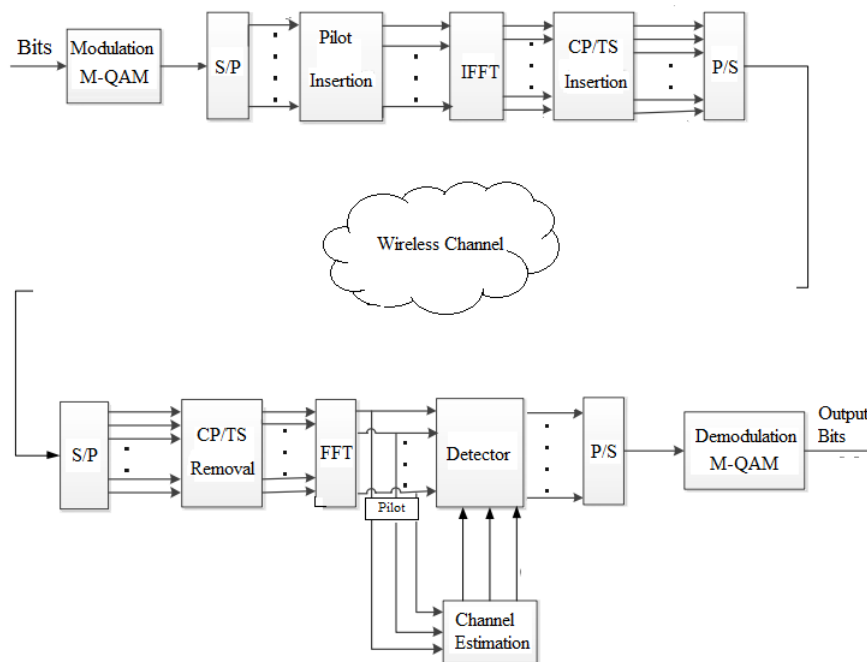 Bits
Modulation
M-QAM
S/P
Pilot
Insertion
IFFT
CP/TS
Insertion
P/S
Wireless Channel
S/P
CP/TS
Removal
FFT
Pilot
Detector
P/S
Demodulation
M-QAM
Output
Bits
Channel
Estimation